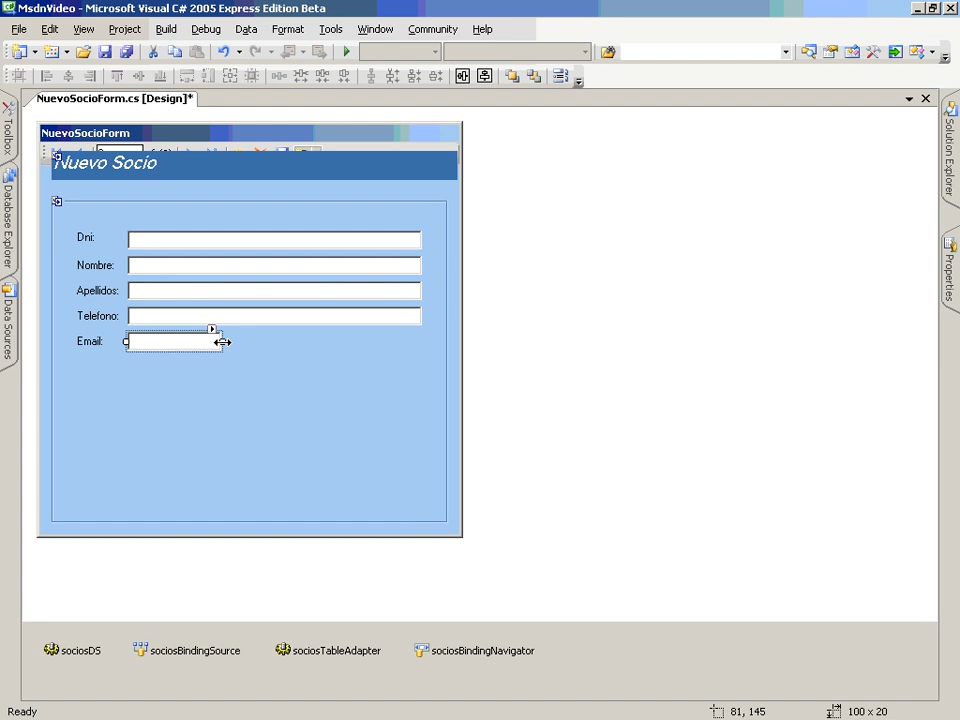 MsdnVideo - Microsoft Visual C# 2005 Express Edition Beta
File Edit View Project Build Debug Data Format Tools Window Community Help
NuevoSocioForm.cs [Design]*
Toolbox
Database Explorer
Data Sources
Solution Explorer
Properties
NuevoSocioForm
Nuevo Socio
Dni:
Nombre:
Apellidos:
Telefono:
Email:
sociosDS sociosBindingSource sociosTableAdapter sociosBindingNavigator
Ready 81, 145 100 x 20